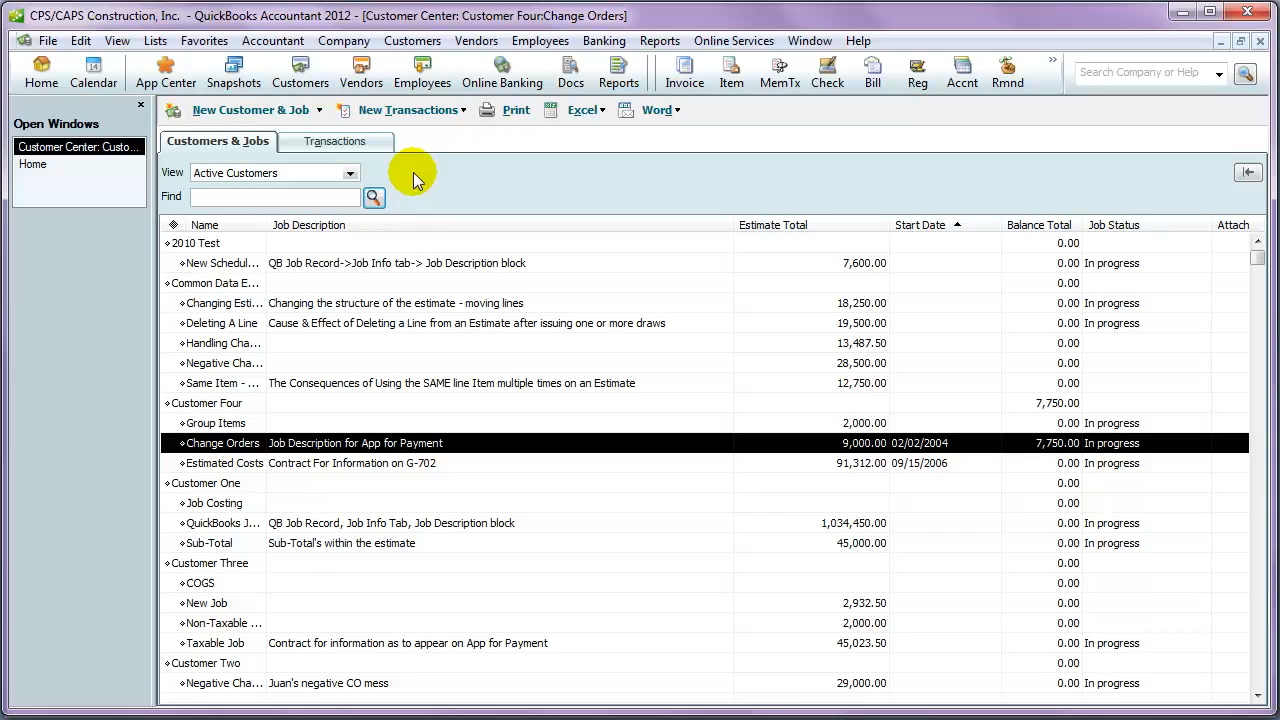 CPS/CAPS Construction, Inc. - QuickBooks Accountant 2012 - [Customer Center: Customer Four:Change Orders]
File Edit View Lists Favorites Accountant Company Customers Vendors Employees Banking Reports Online Services Window Help
Home Calendar App Center Snapshots Customers Vendors Employees Online Banking Docs Reports Invoice Item MemTx Check Bill Reg Accnt Rmnd » Search Company or Help
Open Windows
Customer Center: Custo...
Home
New Customer & Job New Transactions Print Excel Word
Customers & Jobs Transactions
View Active Customers
Find
Name Job Description Estimate Total Start Date Balance Total Job Status Attach
2010 Test 0.00
New Schedul... QB Job Record->Job Info tab-> Job Description block 7,600.00 0.00 In progress
Common Data E... 0.00
Changing Esti... Changing the structure of the estimate - moving lines 18,250.00 0.00 In progress
Deleting A Line Cause & Effect of Deleting a Line from an Estimate after issuing one or more draws 19,500.00 0.00 In progress
Handling Cha... 13,487.50 0.00
Negative Cha... 28,500.00 0.00
Same Item - ... The Consequences of Using the SAME line Item multiple times on an Estimate 12,750.00 0.00
Customer Four 7,750.00
Group Items 2,000.00 0.00 In progress
Change Orders Job Description for App for Payment 9,000.00 02/02/2004 7,750.00 In progress
Estimated Costs Contract For Information on G-702 91,312.00 09/15/2006 0.00 In progress
Customer One 0.00
Job Costing 0.00
QuickBooks J... QB Job Record, Job Info Tab, Job Description block 1,034,450.00 0.00 In progress
Sub-Total Sub-Total's within the estimate 45,000.00 0.00 In progress
Customer Three 0.00
COGS 0.00
New Job 2,932.50 0.00
Non-Taxable ... 2,000.00 0.00
Taxable Job Contract for information as to appear on App for Payment 45,023.50 0.00 In progress
Customer Two 0.00
Negative Cha... Juan's negative CO mess 29,000.00 0.00 In progress